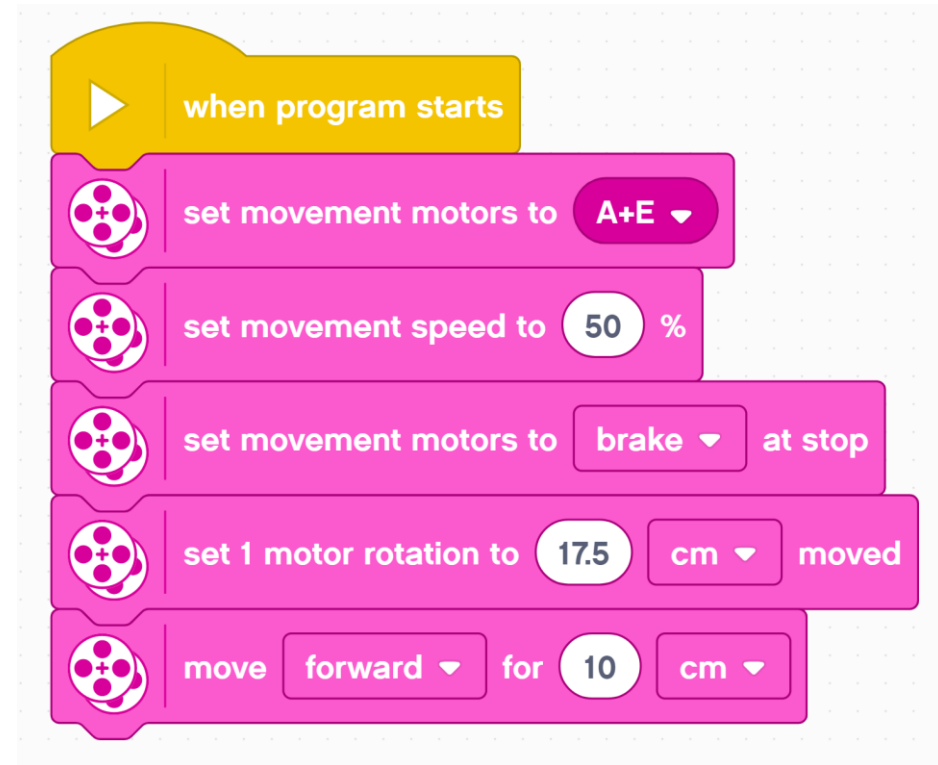 when program starts
set movement motors to A+E
set movement speed to 50 %
set movement motors to brake at stop
set 1 motor rotation to 17.5 cm moved
move forward for 10 cm